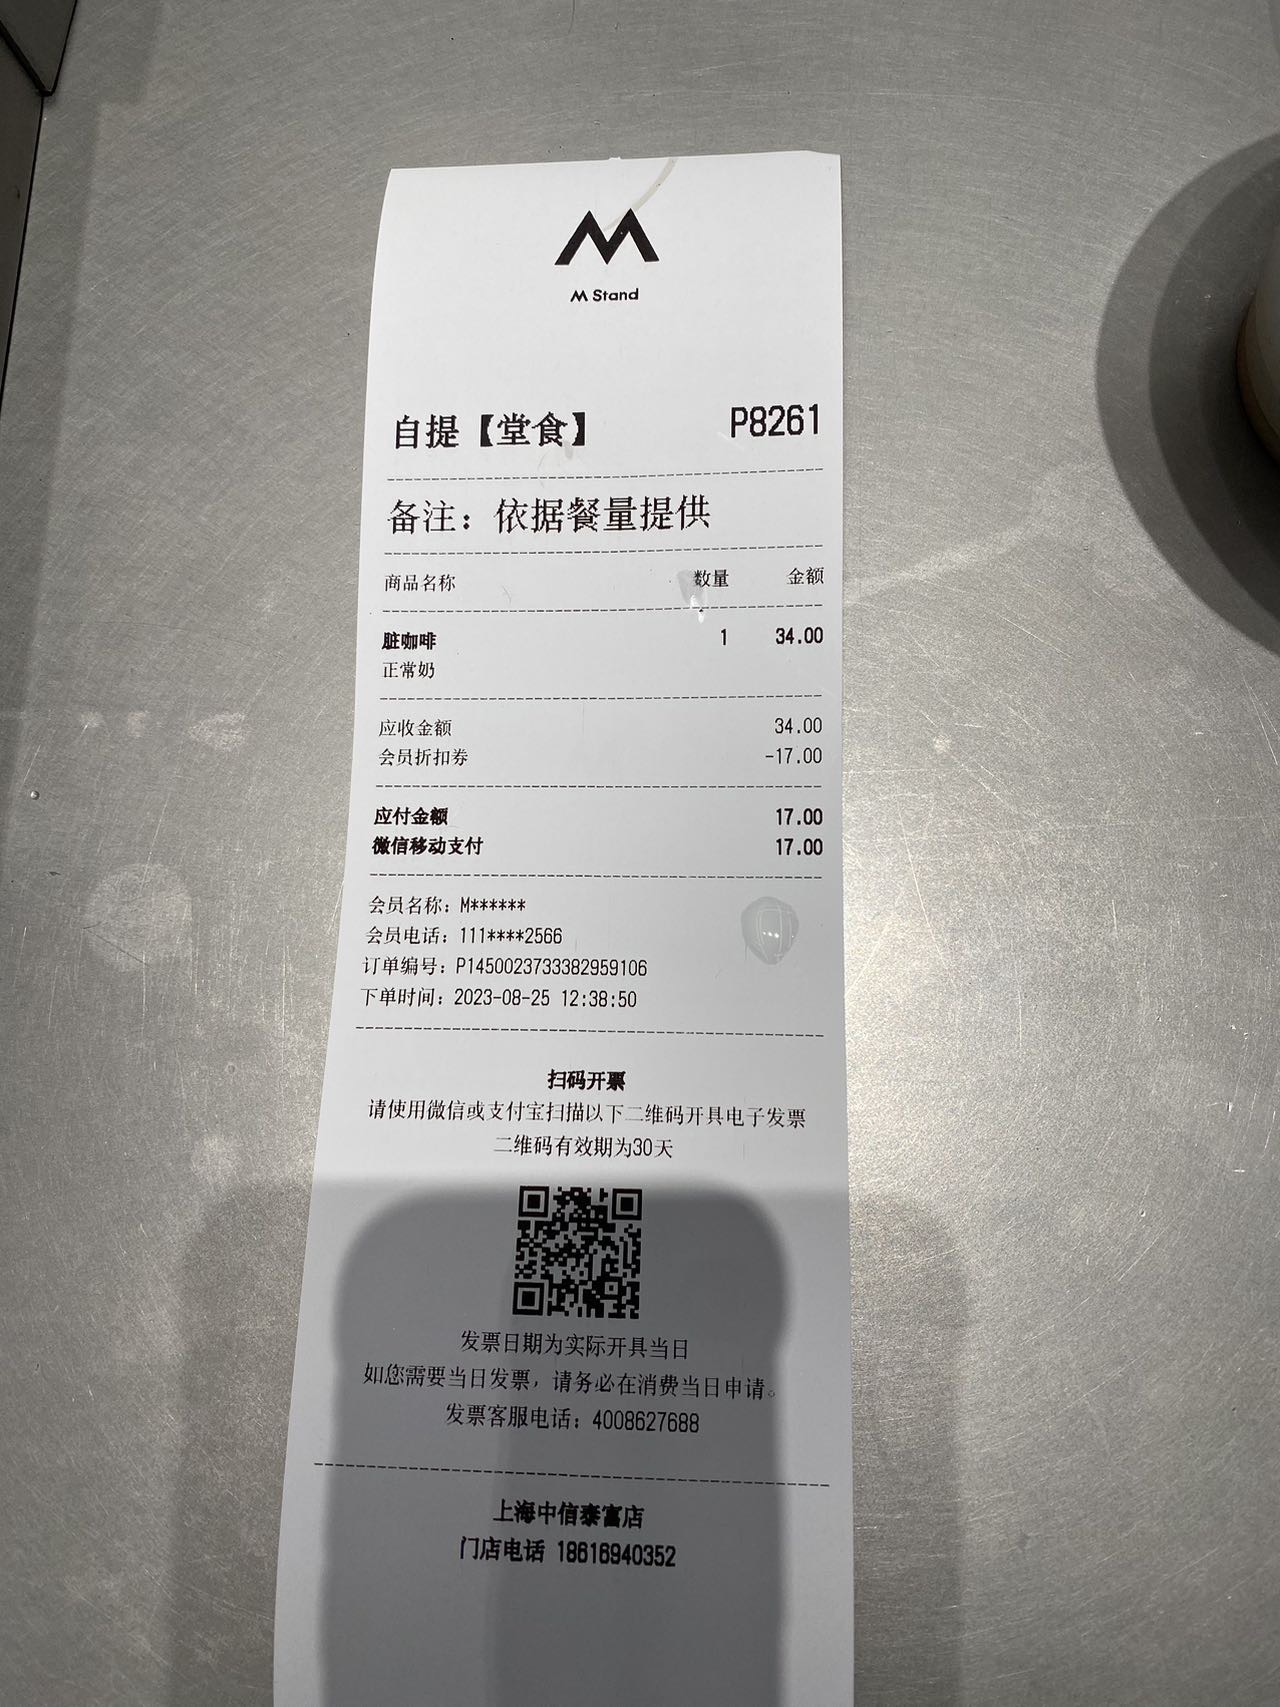 M Stand
自提【堂食】 P8261
备注：依据餐量提供
商品名称 数量 金额
脏咖啡 1 34.00
正常奶
应收金额 34.00
会员折扣券 -17.00
应付金额 17.00
微信移动支付 17.00
会员名称：M******
会员电话：111****2566
订单编号：P1450023733382959106
下单时间：2023-08-25 12:38:50
扫码开票
请使用微信或支付宝扫描以下二维码开具电子发票
二维码有效期为30天
发票日期为实际开具当日
如您需要当日发票，请务必在消费当日申请。
发票客服电话：4008627688
上海中信泰富店
门店电话 18616940352